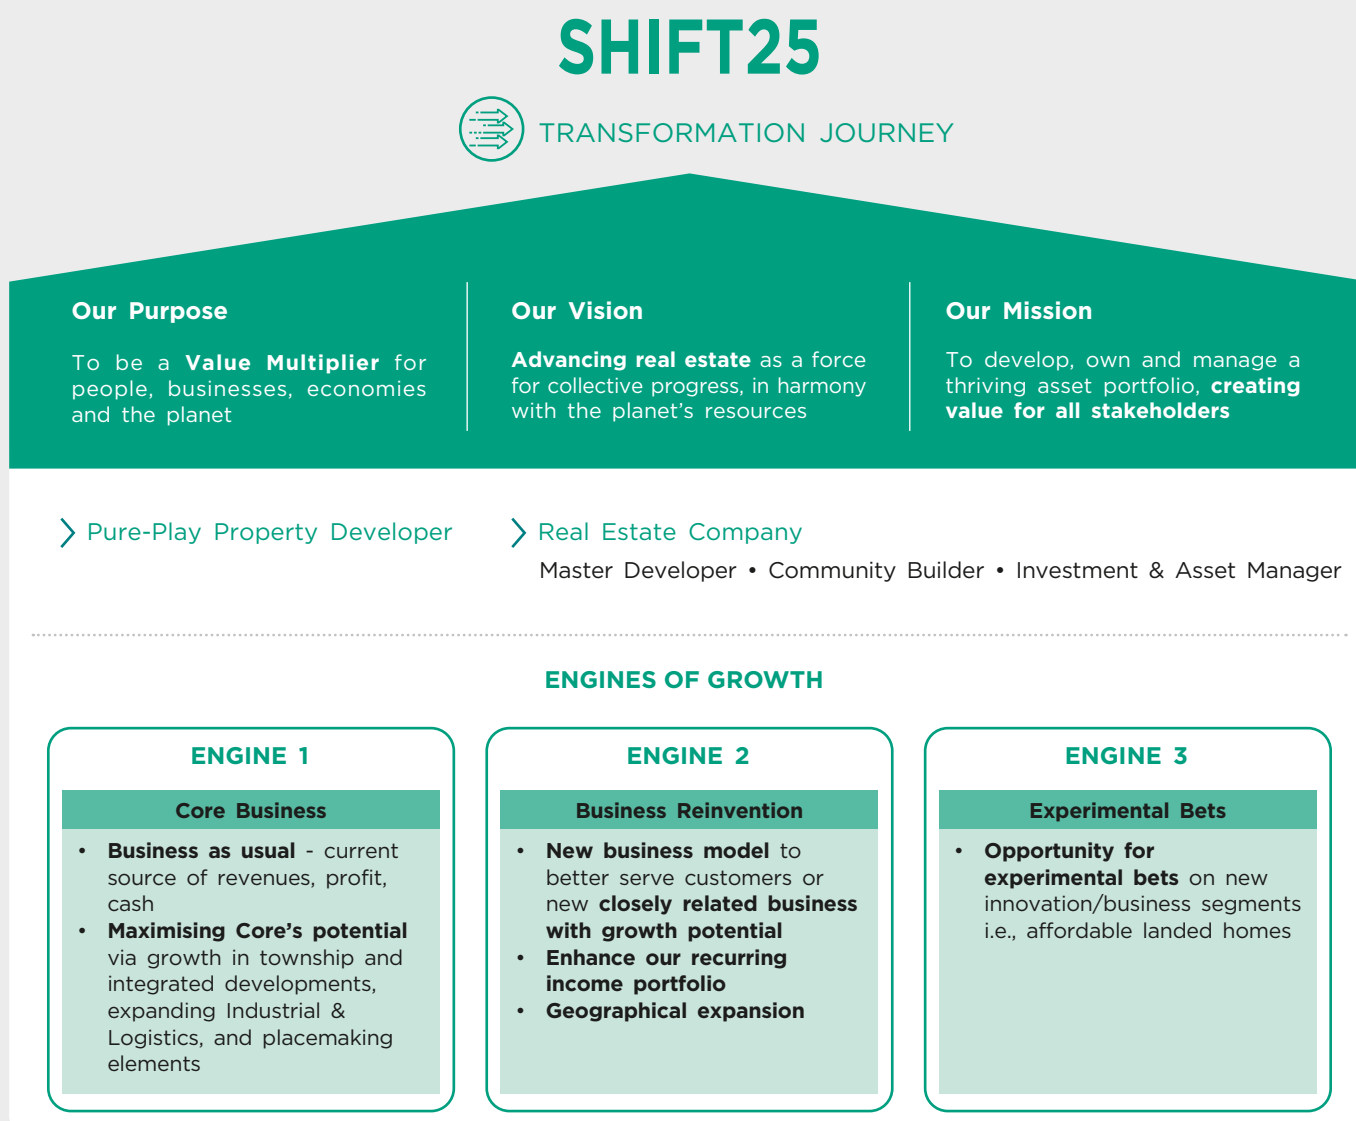 SHIFT25
TRANSFORMATION JOURNEY
Our Purpose
To be a Value Multiplier for
people, businesses, economies
and the planet
Our Vision
Advancing real estate as a force
for collective progress, in harmony
with the planet's resources
Our Mission
To develop, own and manage a
thriving asset portfolio, creating
value for all stakeholders
Pure-Play Property Developer
Real Estate Company
Master Developer • Community Builder • Investment & Asset Manager
ENGINES OF GROWTH
ENGINE 1
Core Business
• Business as usual - current
source of revenues, profit,
cash
• Maximising Core's potential
via growth in township and
integrated developments,
expanding Industrial &
Logistics, and placemaking
elements
ENGINE 2
Business Reinvention
• New business model to
better serve customers or
new closely related business
with growth potential
• Enhance our recurring
income portfolio
• Geographical expansion
ENGINE 3
Experimental Bets
• Opportunity for
experimental bets on new
innovation/business segments
i.e., affordable landed homes